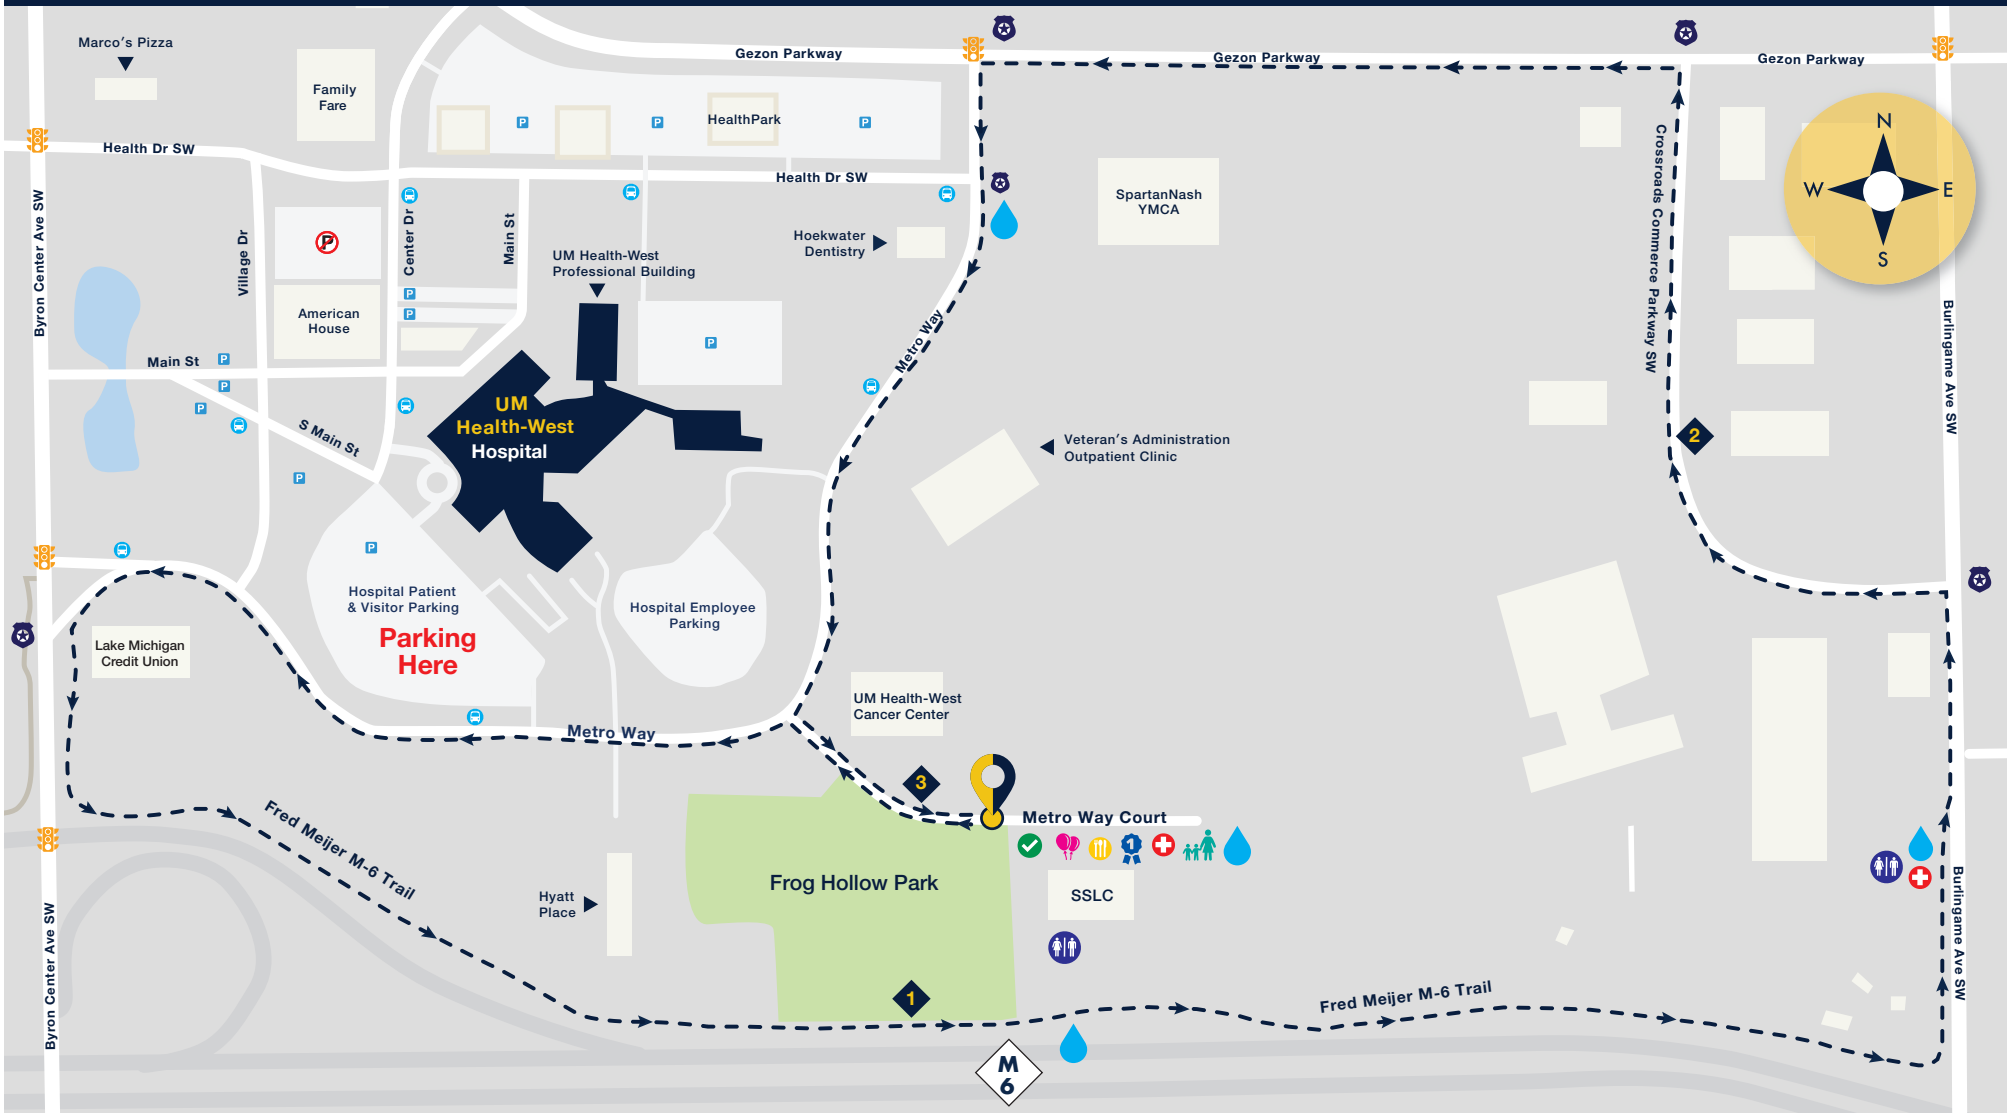 Marco's Pizza
Gezon Parkway
Gezon Parkway
Gezon Parkway
Family
Fare
P
P
HealthPark
P
Health Dr SW
Health Dr SW
N
W
E
S
SpartanNash
YMCA
Crossroads Commerce Parkway SW
Byron Center Ave SW
Village Dr
P
Center Dr
Main St
Hoekwater
Dentistry
UM Health-West
Professional Building
P
P
American
House
Metro Way
P
Burlingame Ave SW
Main St
P
P
P
UM
Health-West
Hospital
S Main St
2
Veteran's Administration
Outpatient Clinic
P
P
Hospital Patient
& Visitor Parking
Parking
Here
Hospital Employee
Parking
Lake Michigan
Credit Union
UM Health-West
Cancer Center
Metro Way
3
Metro Way Court
1
Fred Meijer M-6 Trail
Frog Hollow Park
SSLC
Hyatt
Place
Burlingame Ave SW
Byron Center Ave SW
1
Fred Meijer M-6 Trail
M
6